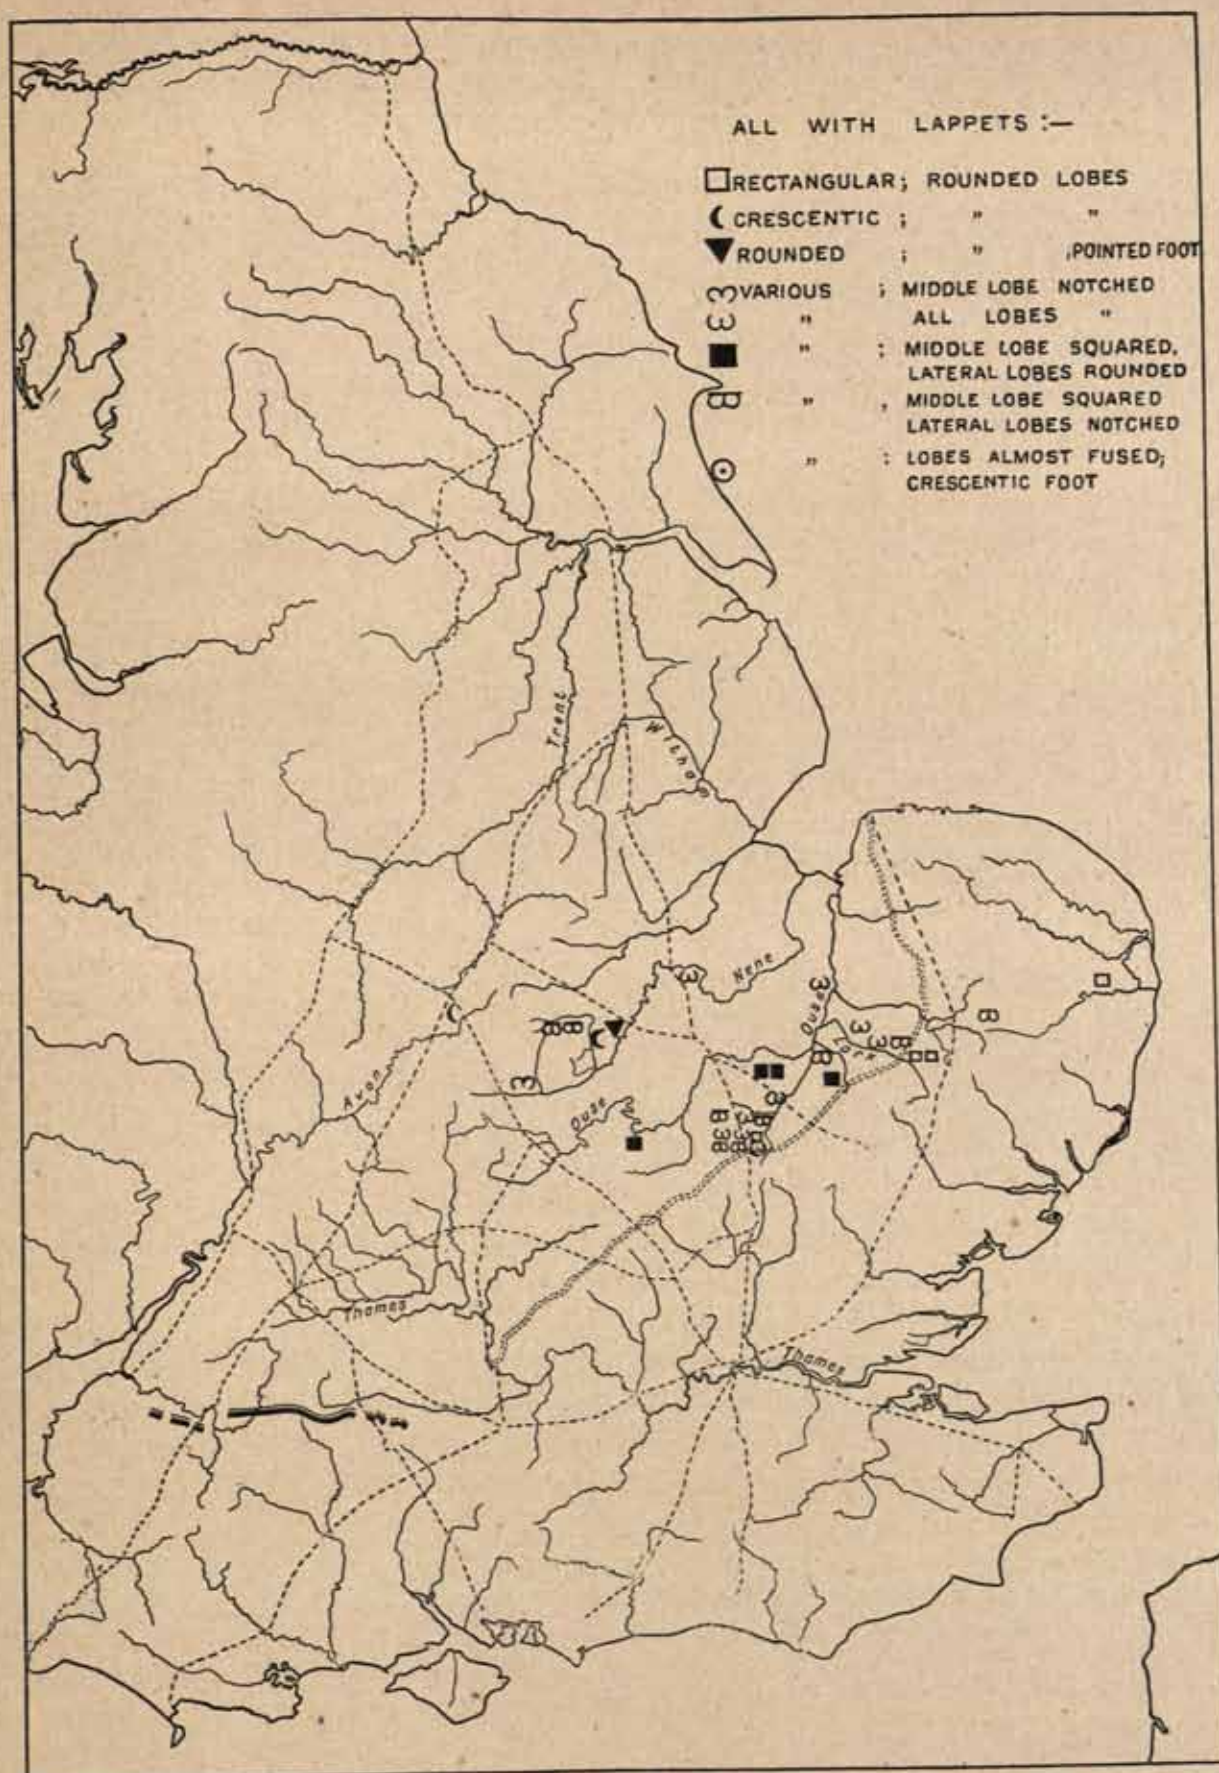 ALL WITH LAPPETS :—
□ RECTANGULAR ; ROUNDED LOBES
☾ CRESCENTIC ; " "
▼ ROUNDED ; " ; POINTED FOOT
VARIOUS ; MIDDLE LOBE NOTCHED
3 " ALL LOBES "
■ " ; MIDDLE LOBE SQUARED.
LATERAL LOBES ROUNDED
B " , MIDDLE LOBE SQUARED
LATERAL LOBES NOTCHED
⊙ " : LOBES ALMOST FUSED;
CRESCENTIC FOOT
Trent
Witham
Nene
Ouse
Lark
Avon
Ouse
Thames
Thames